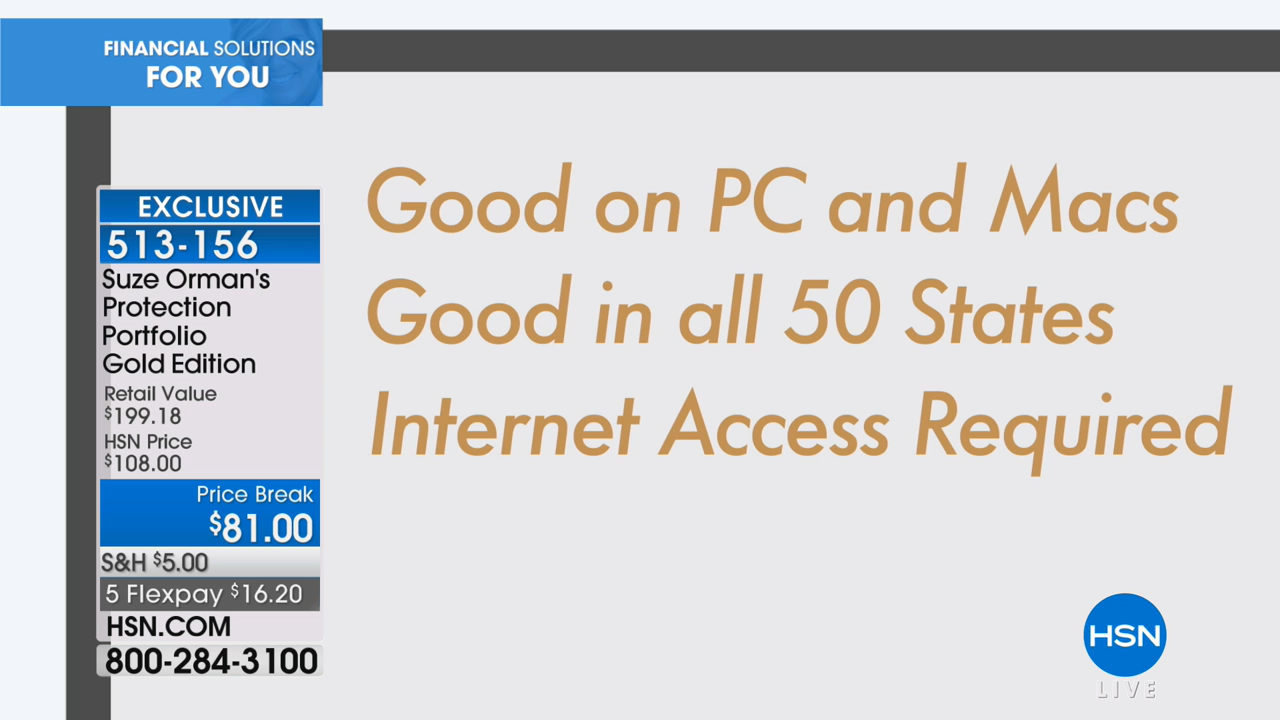 FINANCIAL SOLUTIONS
FOR YOU
EXCLUSIVE
513-156
Suze Orman's
Protection
Portfolio
Gold Edition
Retail Value
$199.18
HSN Price
$108.00
Price Break
$81.00
S&H $5.00
5 Flexpay $16.20
HSN.COM
800-284-3100
Good on PC and Macs
Good in all 50 States
Internet Access Required
HSN
LIVE